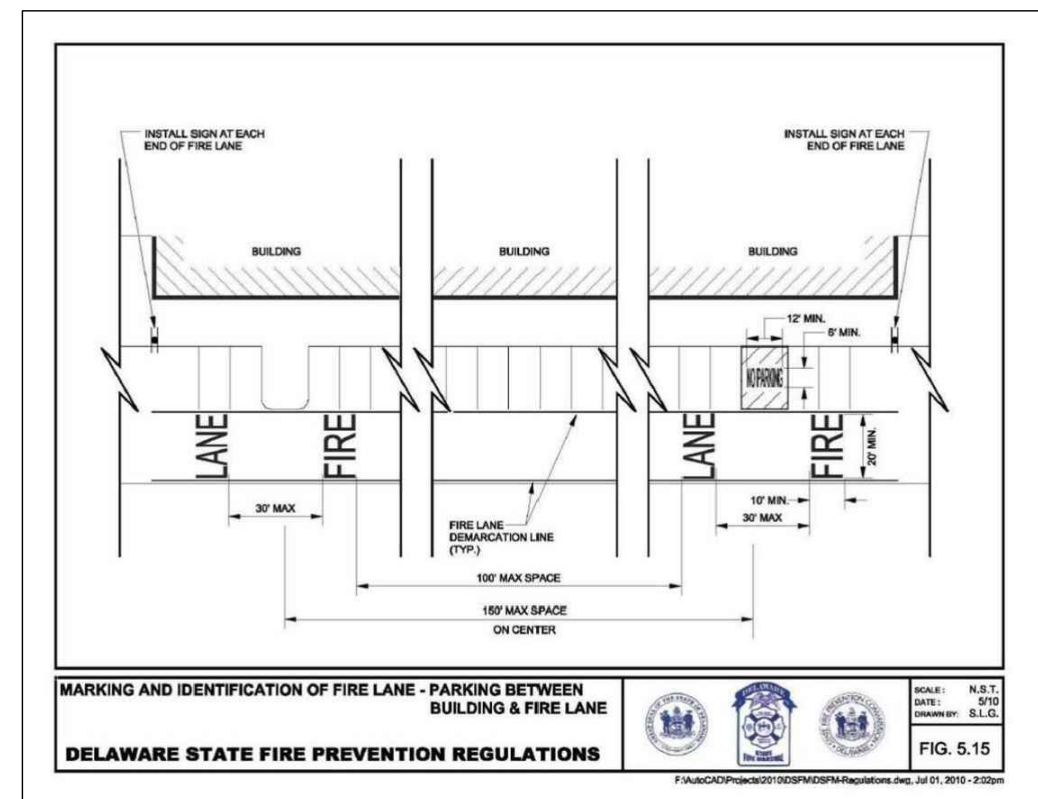 INSTALL SIGN AT EACH
END OF FIRE LANE
INSTALL SIGN AT EACH
END OF FIRE LANE
BUILDING
BUILDING
BUILDING
12' MIN.
6' MIN.
NO PARKING
LANE
FIRE
LANE
FIRE
20' MIN.
10' MIN.
30' MAX
30' MAX
FIRE LANE
DEMARCATION LINE
(TYP.)
100' MAX SPACE
150' MAX SPACE
ON CENTER
MARKING AND IDENTIFICATION OF FIRE LANE - PARKING BETWEEN
BUILDING & FIRE LANE
DELAWARE STATE FIRE PREVENTION REGULATIONS
STATE
FIRE MARSHAL
SCALE: N.S.T.
DATE: 5/10
DRAWN BY: S.L.G.
FIG. 5.15
F:\AutoCAD\Projects\2010\DSFM\DSFM-Regulations.dwg, Jul 01, 2010 - 2:02pm